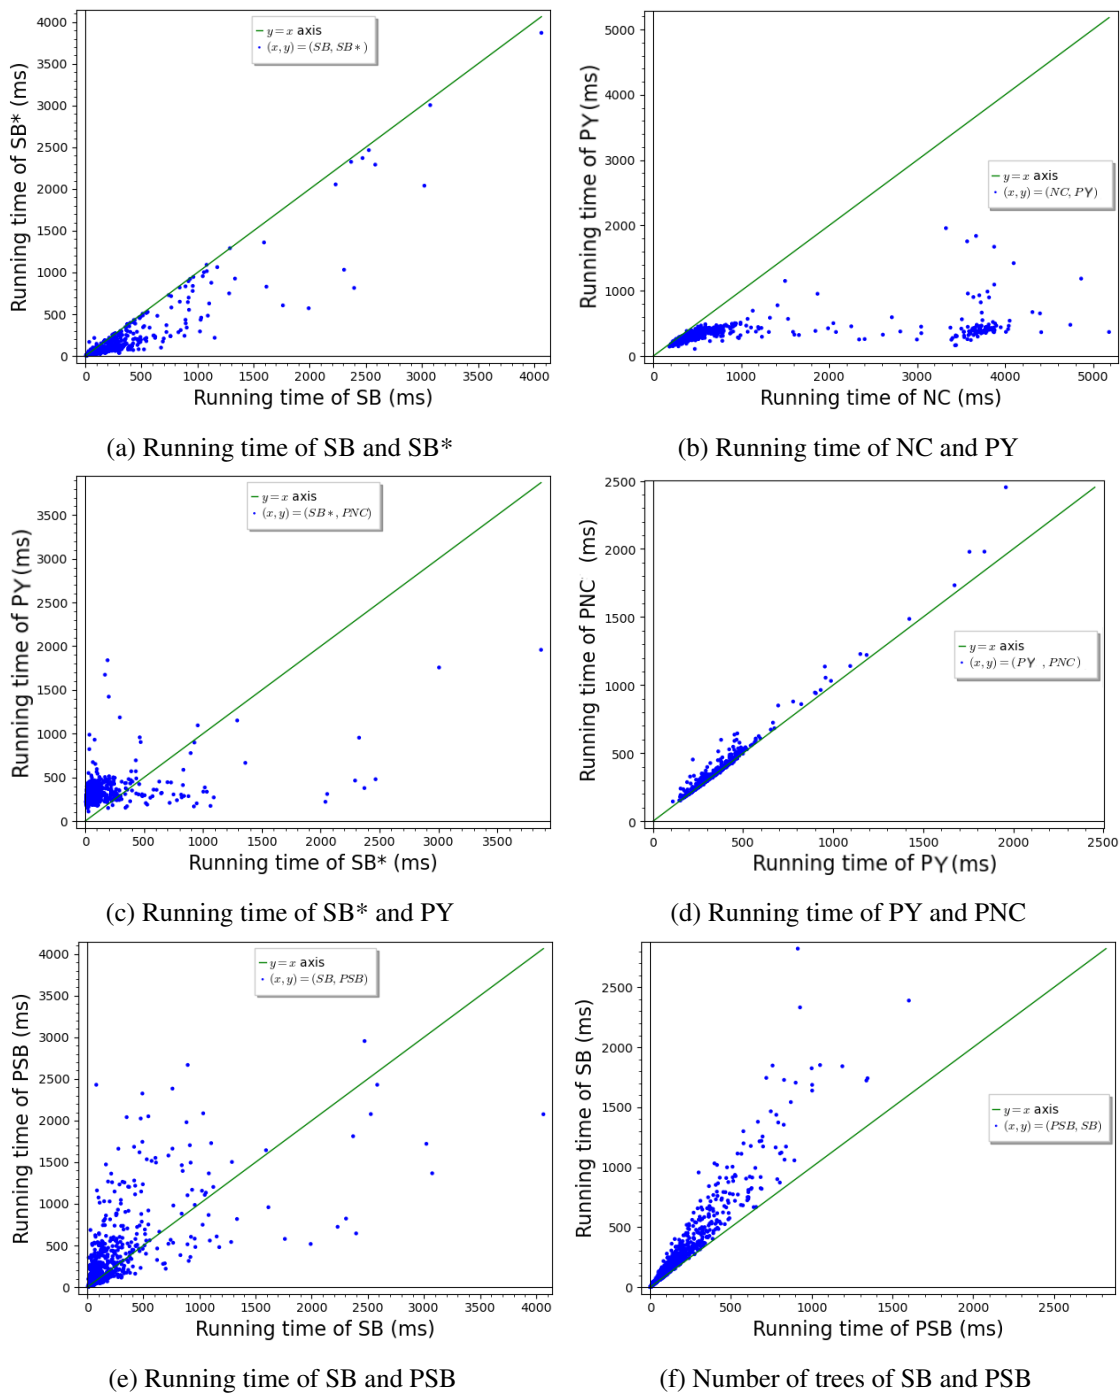 4000
3000
2000
1000
0
0
500
1000
1500
2000
2500
3000
3500
4000
Running time of SB* (ms)
Running time of SB (ms)
y = x axis
(x, y) = (SB, SB*)
(a) Running time of SB and SB*
5000
4000
3000
2000
1000
0
0
1000
2000
3000
4000
5000
Running time of PY (ms)
Running time of NC (ms)
y = x axis
(x, y) = (NC, PY)
(b) Running time of NC and PY
3500
3000
2500
2000
1500
1000
500
0
0
500
1000
1500
2000
2500
3000
3500
Running time of PY (ms)
Running time of SB* (ms)
y = x axis
(x, y) = (SB*, PNC)
(c) Running time of SB* and PY
2500
2000
1500
1000
500
0
0
500
1000
1500
2000
2500
Running time of PNC (ms)
Running time of PY (ms)
y = x axis
(x, y) = (PY , PNC)
(d) Running time of PY and PNC
4000
3500
3000
2500
2000
1500
1000
500
0
0
500
1000
1500
2000
2500
3000
3500
4000
Running time of PSB (ms)
Running time of SB (ms)
y = x axis
(x, y) = (SB, PSB)
(e) Running time of SB and PSB
2500
2000
1500
1000
500
0
0
500
1000
1500
2000
2500
Running time of SB (ms)
Running time of PSB (ms)
y = x axis
(x, y) = (PSB, SB)
(f) Number of trees of SB and PSB